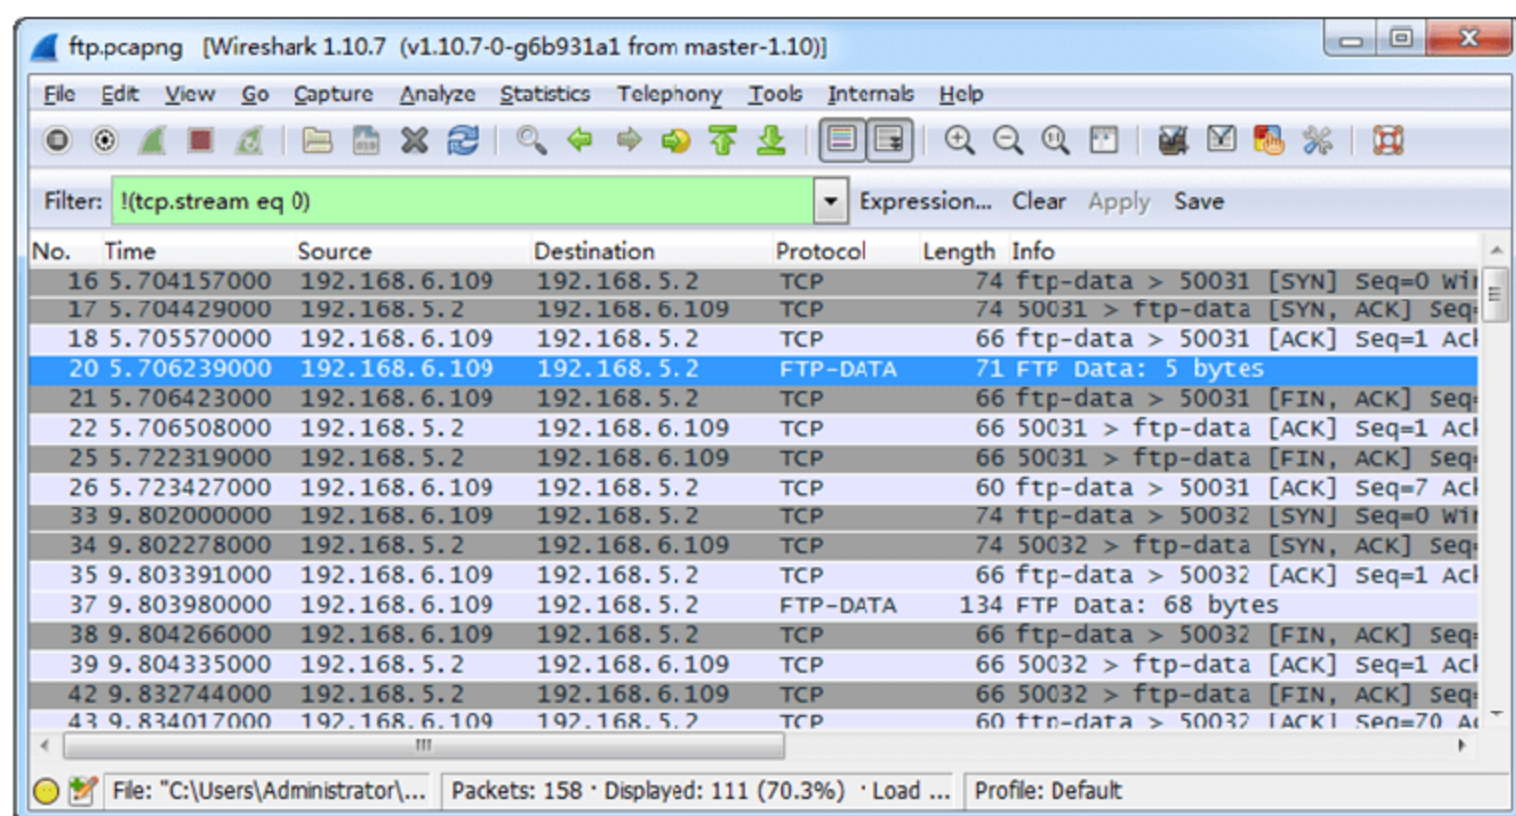 ftp.pcapng [Wireshark 1.10.7 (v1.10.7-0-g6b931a1 from master-1.10)]
File Edit View Go Capture Analyze Statistics Telephony Tools Internals Help
Filter: !(tcp.stream eq 0) Expression... Clear Apply Save
No. Time Source Destination Protocol Length Info
16 5.704157000 192.168.6.109 192.168.5.2 TCP 74 ftp-data > 50031 [SYN] Seq=0 Wi
17 5.704429000 192.168.5.2 192.168.6.109 TCP 74 50031 > ftp-data [SYN, ACK] Seq
18 5.705570000 192.168.6.109 192.168.5.2 TCP 66 ftp-data > 50031 [ACK] Seq=1 Ac
20 5.706239000 192.168.6.109 192.168.5.2 FTP-DATA 71 FTP Data: 5 bytes
21 5.706423000 192.168.6.109 192.168.5.2 TCP 66 ftp-data > 50031 [FIN, ACK] Seq
22 5.706508000 192.168.5.2 192.168.6.109 TCP 66 50031 > ftp-data [ACK] Seq=1 Ac
25 5.722319000 192.168.5.2 192.168.6.109 TCP 66 50031 > ftp-data [FIN, ACK] Seq
26 5.723427000 192.168.6.109 192.168.5.2 TCP 60 ftp-data > 50031 [ACK] Seq=7 Ac
33 9.802000000 192.168.6.109 192.168.5.2 TCP 74 ftp-data > 50032 [SYN] Seq=0 Wi
34 9.802278000 192.168.5.2 192.168.6.109 TCP 74 50032 > ftp-data [SYN, ACK] Seq
35 9.803391000 192.168.6.109 192.168.5.2 TCP 66 ftp-data > 50032 [ACK] Seq=1 Ac
37 9.803980000 192.168.6.109 192.168.5.2 FTP-DATA 134 FTP Data: 68 bytes
38 9.804266000 192.168.6.109 192.168.5.2 TCP 66 ftp-data > 50032 [FIN, ACK] Seq
39 9.804335000 192.168.5.2 192.168.6.109 TCP 66 50032 > ftp-data [ACK] Seq=1 Ac
42 9.832744000 192.168.5.2 192.168.6.109 TCP 66 50032 > ftp-data [FIN, ACK] Seq
43 9.834017000 192.168.6.109 192.168.5.2 TCP 60 ftp-data > 50032 [ACK] Seq=70 A
File: "C:\Users\Administrator\... Packets: 158 · Displayed: 111 (70.3%) · Load ... Profile: Default